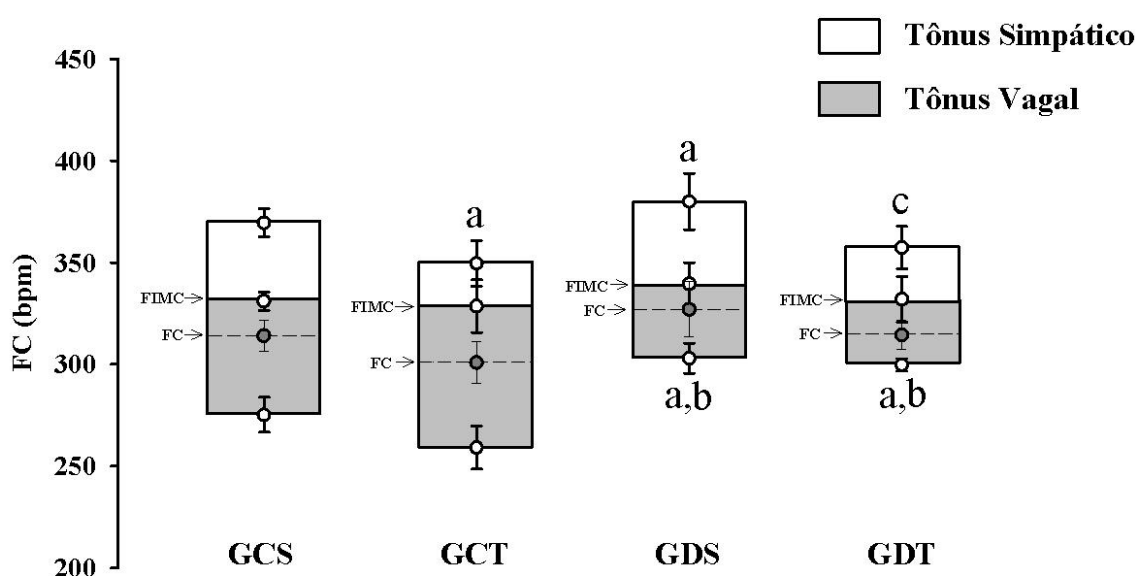 Tônus Simpático
Tônus Vagal
FC (bpm)
450
400
350
300
250
200
FIMC→
FC→
GCS
a
FIMC→
FC→
GCT
a
FIMC→
FC→
a,b
GDS
c
FIMC→
FC→
a,b
GDT